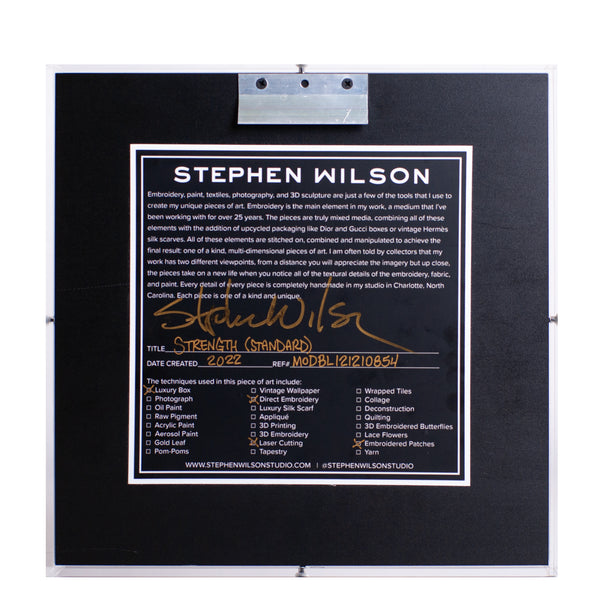 STEPHEN WILSON
Embroidery, paint, textiles, photography, and 3D sculpture are just a few of the tools that I use to
create my unique pieces of art. Embroidery is the main element in my work, a medium that I've
been working with for over 25 years. The pieces are truly mixed media, combining all of these
elements with the addition of upcycled packaging like Dior and Gucci boxes or vintage Hermès
silk scarves. All of these elements are stitched on, combined and manipulated to achieve the
final result: one of a kind, multi-dimensional pieces of art. I am often told by collectors that my
work has two different viewpoints, from a distance you will appreciate the imagery but up close,
the pieces take on a new life when you notice all of the textural details of the embroidery, fabric,
and paint. Every detail of every piece is completely handmade in my studio in Charlotte, North
Carolina. Each piece is one of a kind and unique.
Stephen Wilson
TITLE STRENGTH (STANDARD)
DATE CREATED 2022 REF# MODBL121210854
The techniques used in this piece of art include:
Luxury Box
Photograph
Oil Paint
Raw Pigment
Acrylic Paint
Aerosol Paint
Gold Leaf
Pom-Poms
Vintage Wallpaper
Direct Embroidery
Luxury Silk Scarf
Appliqué
3D Printing
3D Embroidery
Laser Cutting
Tapestry
Wrapped Tiles
Collage
Deconstruction
Quilting
3D Embroidered Butterflies
Lace Flowers
Embroidered Patches
Yarn
WWW.STEPHENWILSONSTUDIO.COM | @STEPHENWILSONSTUDIO